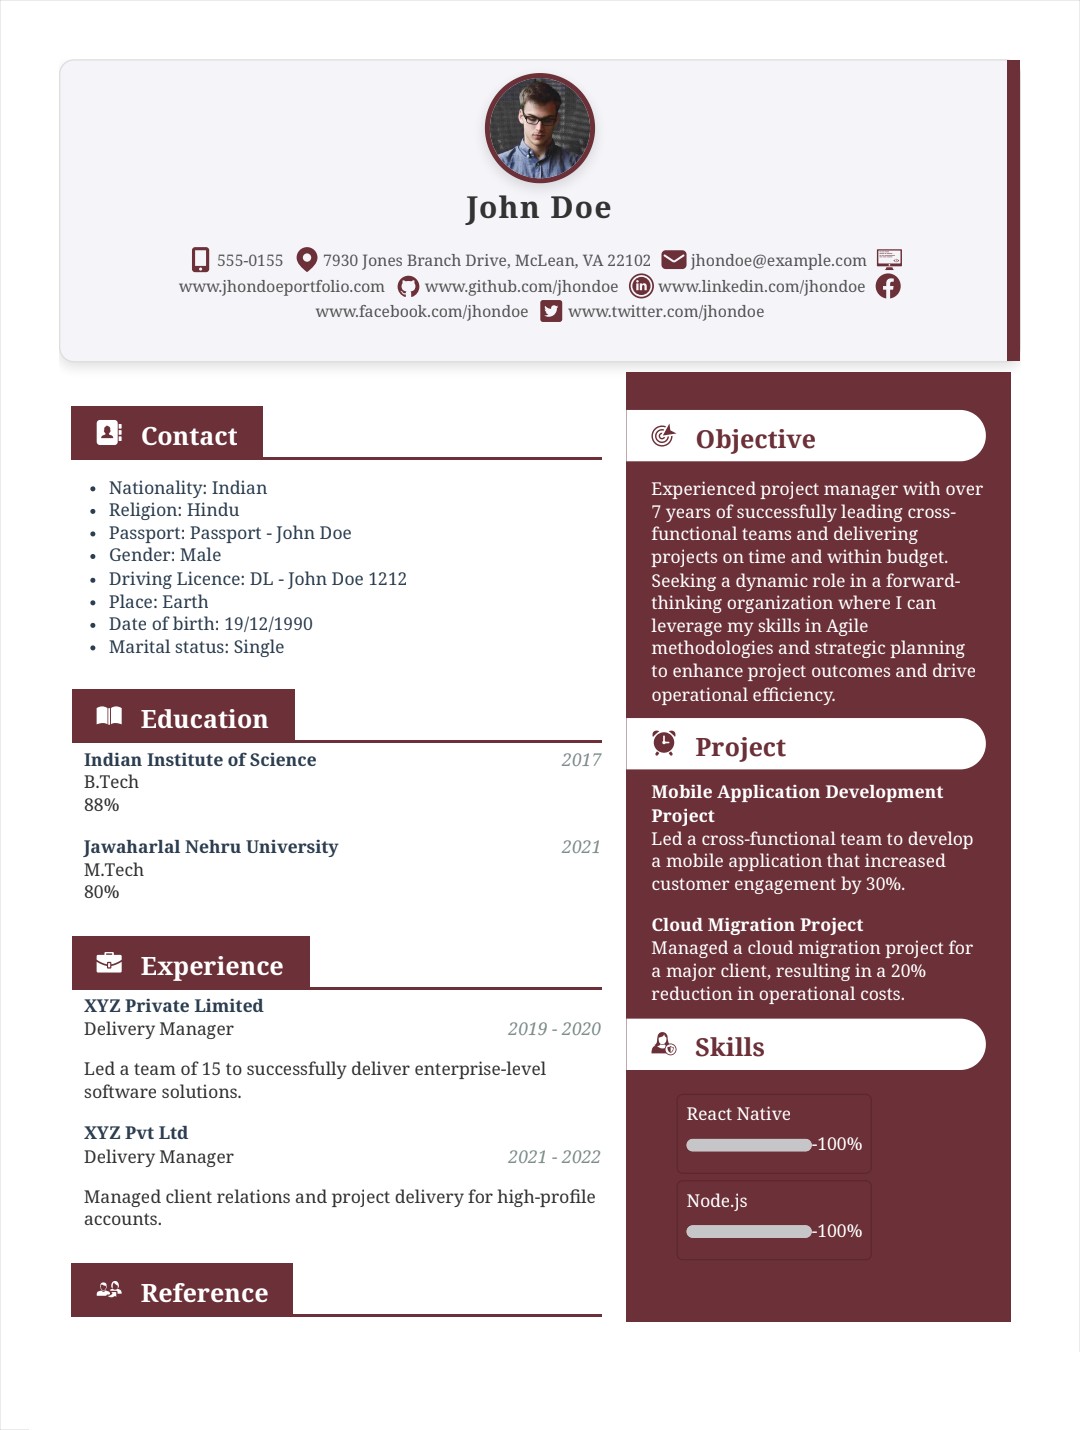 John Doe
555-0155 7930 Jones Branch Drive, McLean, VA 22102 jhondoe@example.com
www.jhondoeportfolio.com www.github.com/jhondoe www.linkedin.com/jhondoe
www.facebook.com/jhondoe www.twitter.com/jhondoe
Contact
• Nationality: Indian
• Religion: Hindu
• Passport: Passport - John Doe
• Gender: Male
• Driving Licence: DL - John Doe 1212
• Place: Earth
• Date of birth: 19/12/1990
• Marital status: Single
Education
Indian Institute of Science 2017
B.Tech
88%
Jawaharlal Nehru University 2021
M.Tech
80%
Experience
XYZ Private Limited
Delivery Manager 2019 - 2020
Led a team of 15 to successfully deliver enterprise-level
software solutions.
XYZ Pvt Ltd
Delivery Manager 2021 - 2022
Managed client relations and project delivery for high-profile
accounts.
Reference
Objective
Experienced project manager with over
7 years of successfully leading cross-
functional teams and delivering
projects on time and within budget.
Seeking a dynamic role in a forward-
thinking organization where I can
leverage my skills in Agile
methodologies and strategic planning
to enhance project outcomes and drive
operational efficiency.
Project
Mobile Application Development
Project
Led a cross-functional team to develop
a mobile application that increased
customer engagement by 30%.
Cloud Migration Project
Managed a cloud migration project for
a major client, resulting in a 20%
reduction in operational costs.
Skills
React Native
-100%
Node.js
-100%